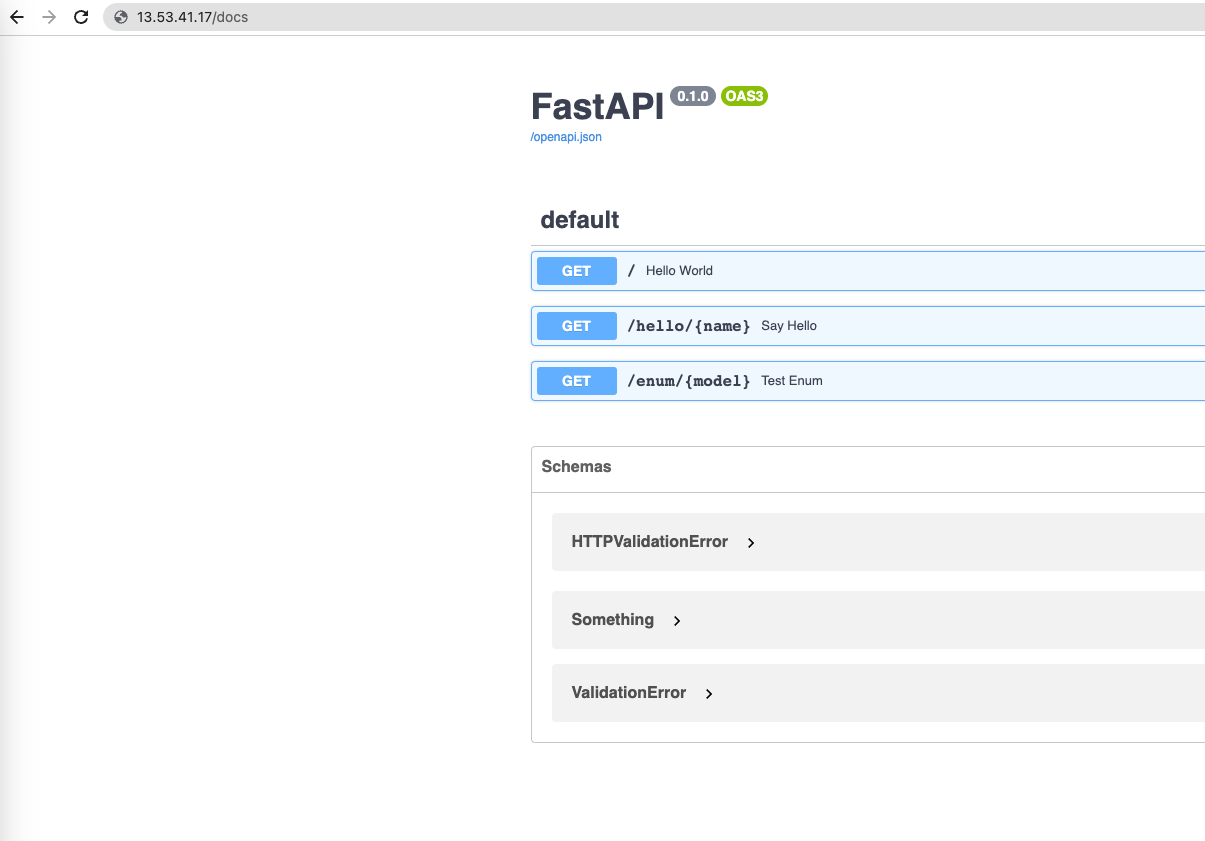 13.53.41.17/docs
FastAPI 0.1.0 OAS3
/openapi.json
default
GET / Hello World
GET /hello/{name} Say Hello
GET /enum/{model} Test Enum
Schemas
HTTPValidationError
Something
ValidationError